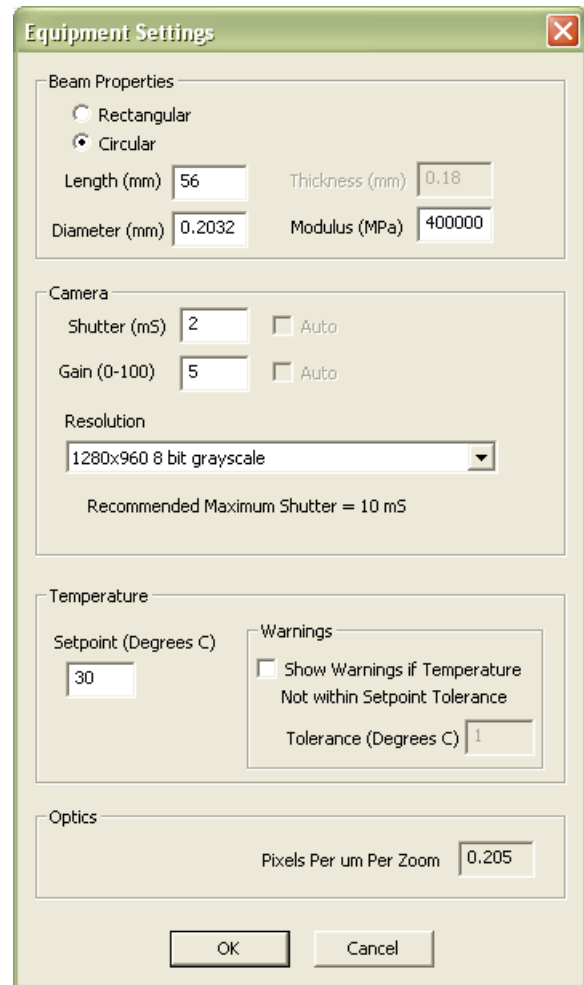 Equipment Settings
Beam Properties
Rectangular
Circular
Length (mm) 56 Thickness (mm) 0.18
Diameter (mm) 0.2032 Modulus (MPa) 400000
Camera
Shutter (mS) 2 Auto
Gain (0-100) 5 Auto
Resolution
1280x960 8 bit grayscale
Recommended Maximum Shutter = 10 mS
Temperature
Setpoint (Degrees C)
30
Warnings
Show Warnings if Temperature
Not within Setpoint Tolerance
Tolerance (Degrees C) 1
Optics
Pixels Per um Per Zoom 0.205
OK Cancel